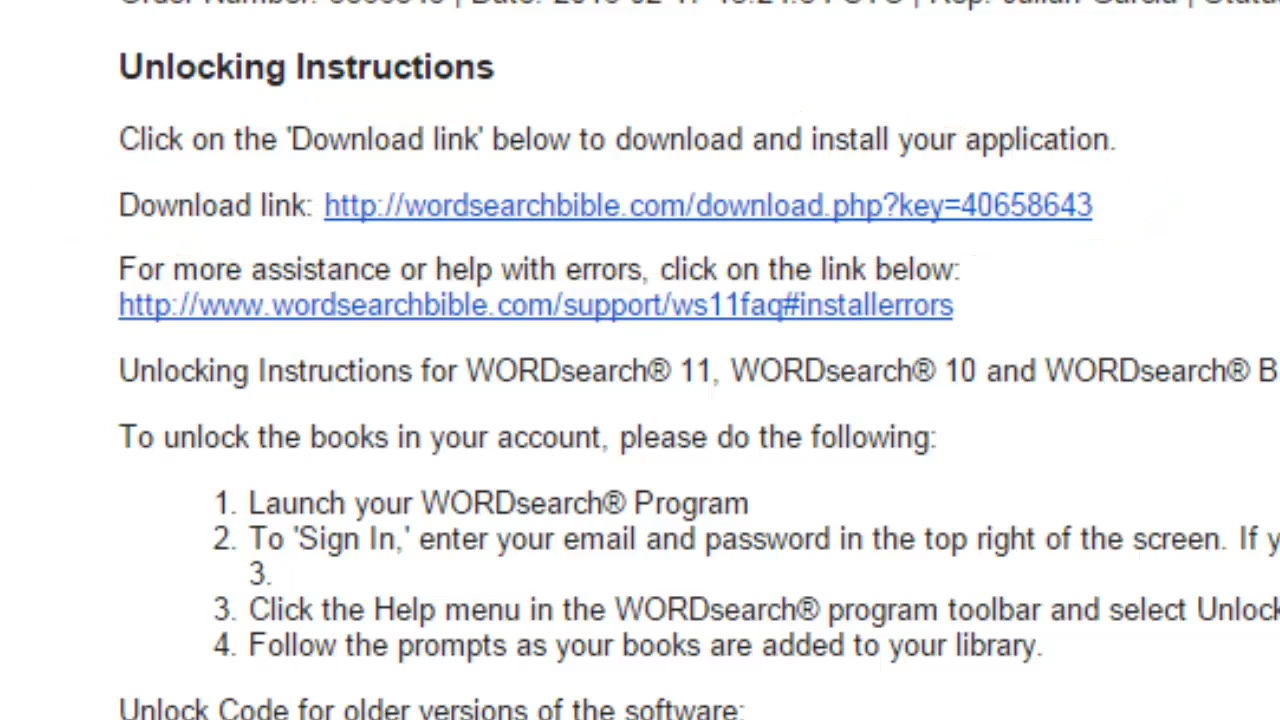 Unlocking Instructions
Click on the 'Download link' below to download and install your application.
Download link: http://wordsearchbible.com/download.php?key=40658643
For more assistance or help with errors, click on the link below:
http://www.wordsearchbible.com/support/ws11faq#installerrors
Unlocking Instructions for WORDsearch® 11, WORDsearch® 10 and WORDsearch® B
To unlock the books in your account, please do the following:
1. Launch your WORDsearch® Program
2. To 'Sign In,' enter your email and password in the top right of the screen. If y
3.
3. Click the Help menu in the WORDsearch® program toolbar and select Unlock
4. Follow the prompts as your books are added to your library.
Unlock Code for older versions of the software: